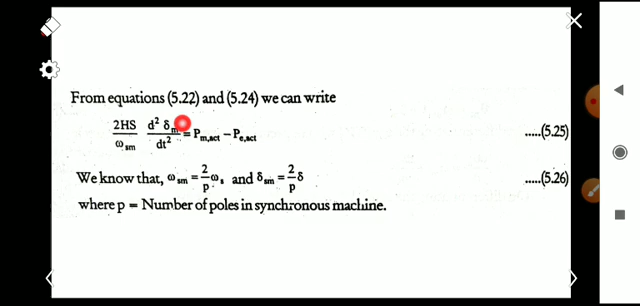 From equations (5.22) and (5.24) we can write
2HS/ω_sm d²δ_m/dt² = P_m,act − P_e,act .....(5.25)
We know that, ω_sm = 2/p ω_s and δ_sm = 2/p δ .....(5.26)
where p = Number of poles in synchronous machine.